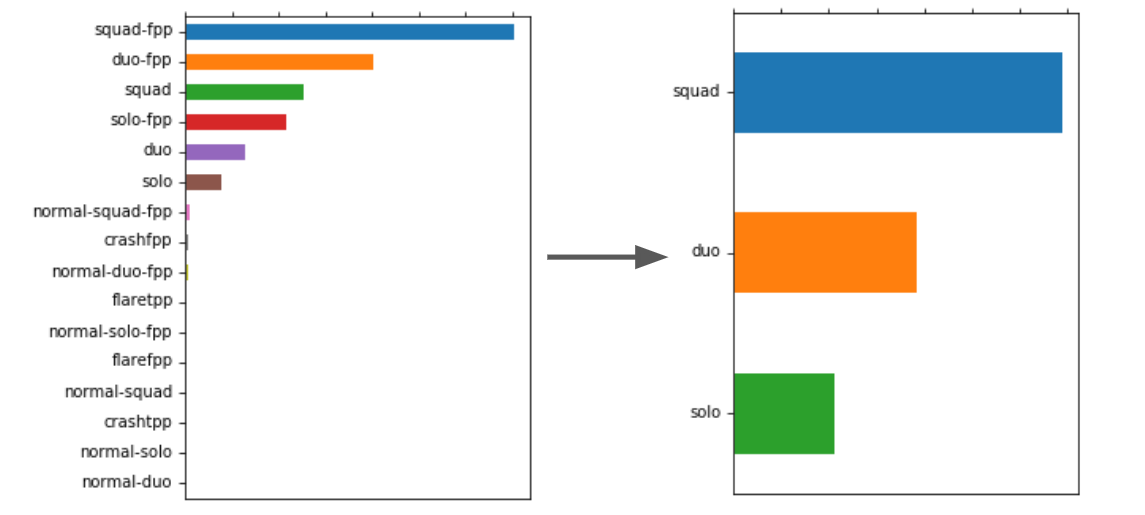 squad-fpp
duo-fpp
squad
solo-fpp
duo
solo
normal-squad-fpp
crashfpp
normal-duo-fpp
flaretpp
normal-solo-fpp
flarefpp
normal-squad
crashtpp
normal-solo
normal-duo
squad
duo
solo